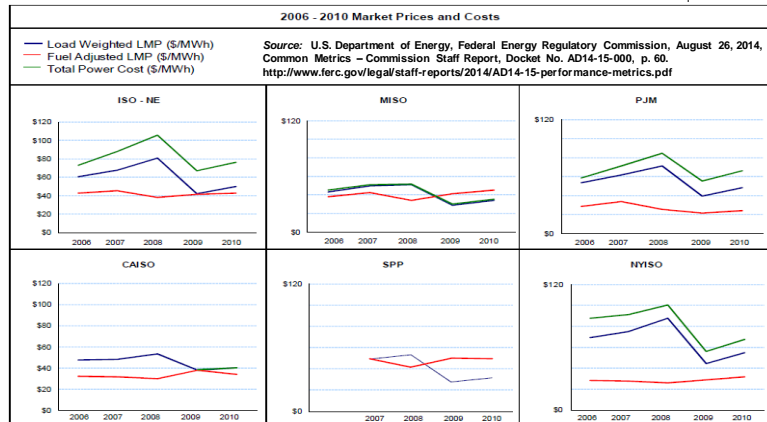 2006 - 2010 Market Prices and Costs
Load Weighted LMP ($/MWh)
Fuel Adjusted LMP ($/MWh)
Total Power Cost ($/MWh)
Source: U.S. Department of Energy, Federal Energy Regulatory Commission, August 26, 2014,
Common Metrics – Commission Staff Report, Docket No. AD14-15-000, p. 60.
http://www.ferc.gov/legal/staff-reports/2014/AD14-15-performance-metrics.pdf
ISO - NE
$120
$100
$80
$60
$40
$20
$0
2006 2007 2008 2009 2010
MISO
$120
$0
2006 2007 2008 2009 2010
PJM
$120
$0
2006 2007 2008 2009 2010
CAISO
$120
$100
$80
$60
$40
$20
$0
2006 2007 2008 2009 2010
SPP
$120
$0
2007 2008 2009 2010
NYISO
$120
$0
2006 2007 2008 2009 2010